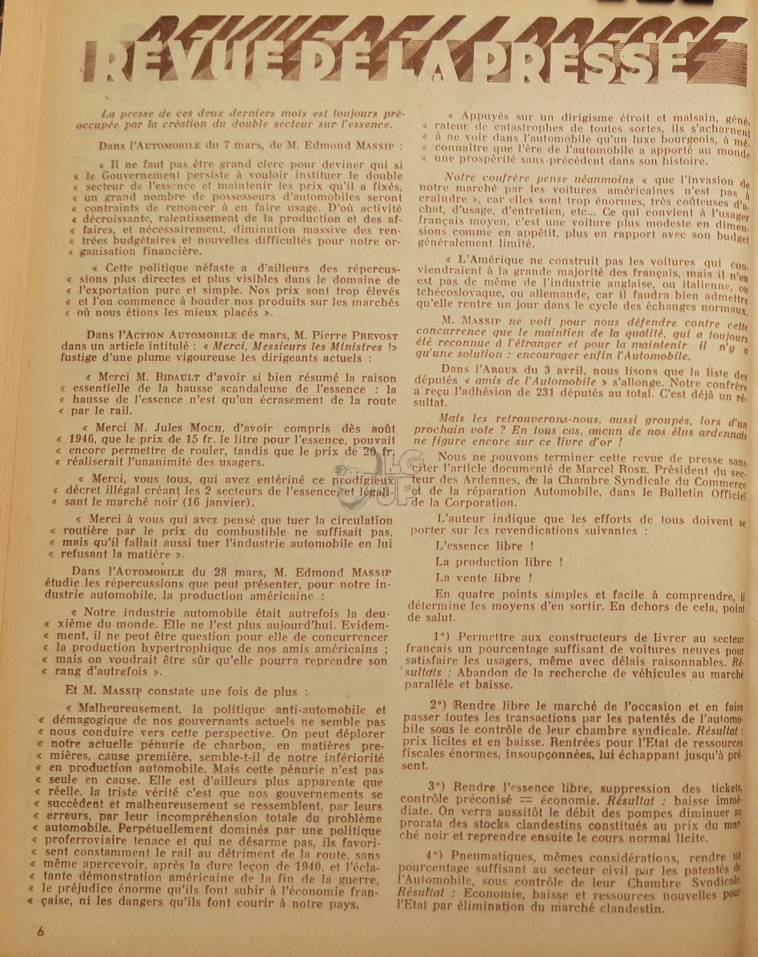 REVUE DE LA PRESSE
La presse de ces deux derniers mois est toujours pré-
occupée par la création du double secteur sur l'essence.
Dans l'AUTOMOBILE du 7 mars, de M. Edmond MASSIP :
« Il ne faut pas être grand clerc pour deviner que si
« le Gouvernement persiste à vouloir instituer le double
« secteur de l'essence et maintenir les prix qu'il a fixés,
« un grand nombre de possesseurs d'automobiles seront
« contraints de renoncer à en faire usage. D'où activité
« décroissante, ralentissement de la production et des af-
« faires, et nécessairement, diminution massive des ren-
« trées budgétaires et nouvelles difficultés pour notre or-
« ganisation financière.
« Cette politique néfaste a d'ailleurs des répercus-
« sions plus directes et plus visibles dans le domaine de
« l'exportation pure et simple. Nos prix sont trop élevés
« et l'on commence à bouder nos produits sur les marchés
« où nous étions les mieux placés ».
Dans l'ACTION AUTOMOBILE de mars, M. Pierre PREVOST
dans un article intitulé : « Merci, Messieurs les Ministres !»
fustige d'une plume vigoureuse les dirigeants actuels :
« Merci M. BIDAULT d'avoir si bien résumé la raison
« essentielle de la hausse scandaleuse de l'essence : la
« hausse de l'essence n'est qu'un écrasement de la route
« par le rail.
« Merci M. Jules MOCH, d'avoir compris dès août
« 1946, que le prix de 15 fr. le litre pour l'essence, pouvait
« encore permettre de rouler, tandis que le prix de 20 fr.
« réaliserait l'unanimité des usagers.
« Merci, vous tous, qui avez entériné ce prodigieux
« décret illégal créant les 2 secteurs de l'essence, et légali-
« sant le marché noir (16 janvier).
« Merci à vous qui avez pensé que tuer la circulation
« routière par le prix du combustible ne suffisait pas,
« mais qu'il fallait aussi tuer l'industrie automobile en lui
« refusant la matière ».
Dans l'AUTOMOBILE du 28 mars, M. Edmond MASSIP
étudie les répercussions que peut présenter, pour notre in-
dustrie automobile, la production américaine :
« Notre industrie automobile était autrefois la deu-
« xième du monde. Elle ne l'est plus aujourd'hui. Evidem-
« ment, il ne peut être question pour elle de concurrencer
« la production hypertrophique de nos amis américains ;
« mais on voudrait être sûr qu'elle pourra reprendre son
« rang d'autrefois ».
Et M. MASSIP constate une fois de plus :
« Malheureusement, la politique anti-automobile et
« démagogique de nos gouvernants actuels ne semble pas
« nous conduire vers cette perspective. On peut déplorer
« notre actuelle pénurie de charbon, en matières pre-
« mières, cause première, semble-t-il de notre infériorité
« en production automobile. Mais cette pénurie n'est pas
« seule en cause. Elle est d'ailleurs plus apparente que
« réelle, la triste vérité c'est que nos gouvernements se
« succèdent et malheureusement se ressemblent, par leurs
« erreurs, par leur incompréhension totale du problème
« automobile. Perpétuellement dominés par une politique
« proferroviaire tenace et qui ne désarme pas, ils favori-
« sent constamment le rail au détriment de la route, sans
« même apercevoir, après la dure leçon de 1940, et l'écla-
« tante démonstration américaine de la fin de la guerre,
« le préjudice énorme qu'ils font subir à l'économie fran-
« çaise, ni les dangers qu'ils font courir à notre pays.
6
« Appuyés sur un dirigisme étroit et malsain, géné-
« rateur de catastrophes de toutes sortes, ils s'acharnent
« à ne voir dans l'automobile qu'un luxe bourgeois, à mé-
« connaître que l'ère de l'automobile a apporté au monde
« une prospérité sans précédent dans son histoire.
Notre confrère pense néanmoins « que l'invasion de
notre marché par les voitures américaines n'est pas à
craindre », car elles sont trop énormes, très coûteuses d'a-
chat, d'usage, d'entretien, etc... Ce qui convient à l'usager
français moyen, c'est une voiture plus modeste en dimen-
sions comme en appétit, plus en rapport avec son budget
généralement limité.
« L'Amérique ne construit pas les voitures qui con-
viendraient à la grande majorité des français, mais il n'en
est pas de même de l'industrie anglaise, ou italienne, ou
tchécoslovaque, ou allemande, car il faudra bien admettre
qu'elle rentre un jour dans le cycle des échanges normaux.
M. MASSIP ne voit pour nous défendre contre cette
concurrence que le maintien de la qualité, qui a toujours
été reconnue à l'étranger et pour la maintenir il n'y a
qu'une solution : encourager enfin l'Automobile.
Dans l'ARGUS du 3 avril, nous lisons que la liste des
députés « amis de l'Automobile » s'allonge. Notre confrère
a reçu l'adhésion de 231 députés au total. C'est déjà un ré-
sultat.
Mais les retrouverons-nous, aussi groupés, lors d'un
prochain vote ? En tous cas, aucun de nos élus ardennais
ne figure encore sur ce livre d'or !
Nous ne pouvons terminer cette revue de presse sans
citer l'article documenté de Marcel ROSE, Président du sec-
teur des Ardennes, de la Chambre Syndicale du Commerce
et de la réparation Automobile, dans le Bulletin Officiel
de la Corporation.
L'auteur indique que les efforts de tous doivent se
porter sur les revendications suivantes :
L'essence libre !
La production libre !
La vente libre !
En quatre points simples et facile à comprendre, il
détermine les moyens d'en sortir. En dehors de cela, point
de salut.
1°) Permettre aux constructeurs de livrer au secteur
français un pourcentage suffisant de voitures neuves pour
satisfaire les usagers, même avec délais raisonnables. Ré-
sultats : Abandon de la recherche de véhicules au marché
parallèle et baisse.
2°) Rendre libre le marché de l'occasion et en faire
passer toutes les transactions par les patentés de l'automo-
bile sous le contrôle de leur chambre syndicale. Résultat :
prix licites et en baisse. Rentrées pour l'Etat de ressources
fiscales énormes, insoupçonnées, lui échappant jusqu'à pré-
sent.
3°) Rendre l'essence libre, suppression des tickets,
contrôle préconisé = économie. Résultat : baisse immé-
diate. On verra aussitôt le débit des pompes diminuer au
prorata des stocks clandestins constitués au prix du mar-
ché noir et reprendre ensuite le cours normal licite.
4°) Pneumatiques, mêmes considérations, rendre un
pourcentage suffisant au secteur civil par les patentés de
l'Automobile, sous contrôle de leur Chambre Syndicale.
Résultat : Economie, baisse et ressources nouvelles pour
l'Etat par élimination du marché clandestin.